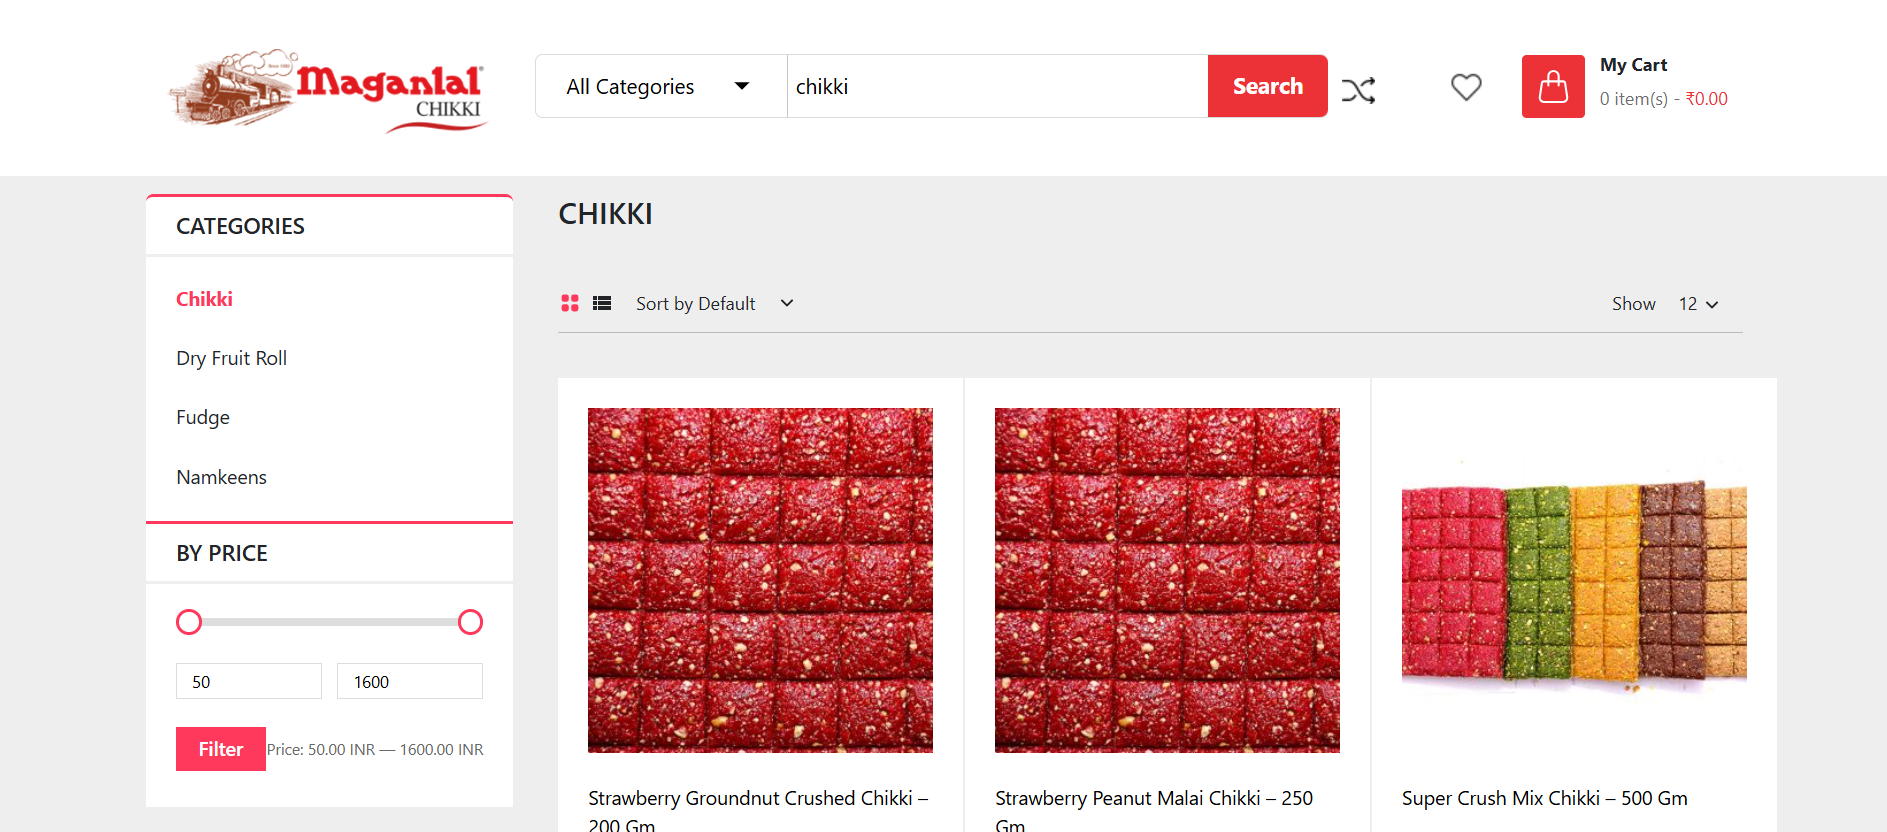 Since 1888
Maganlal®
CHIKKI
All Categories
chikki
Search
My Cart
0 item(s) - ₹0.00
CATEGORIES
Chikki
Dry Fruit Roll
Fudge
Namkeens
BY PRICE
50
1600
Filter
Price: 50.00 INR — 1600.00 INR
CHIKKI
Sort by Default
Show 12
Strawberry Groundnut Crushed Chikki –
200 Gm
Strawberry Peanut Malai Chikki – 250
Gm
Super Crush Mix Chikki – 500 Gm